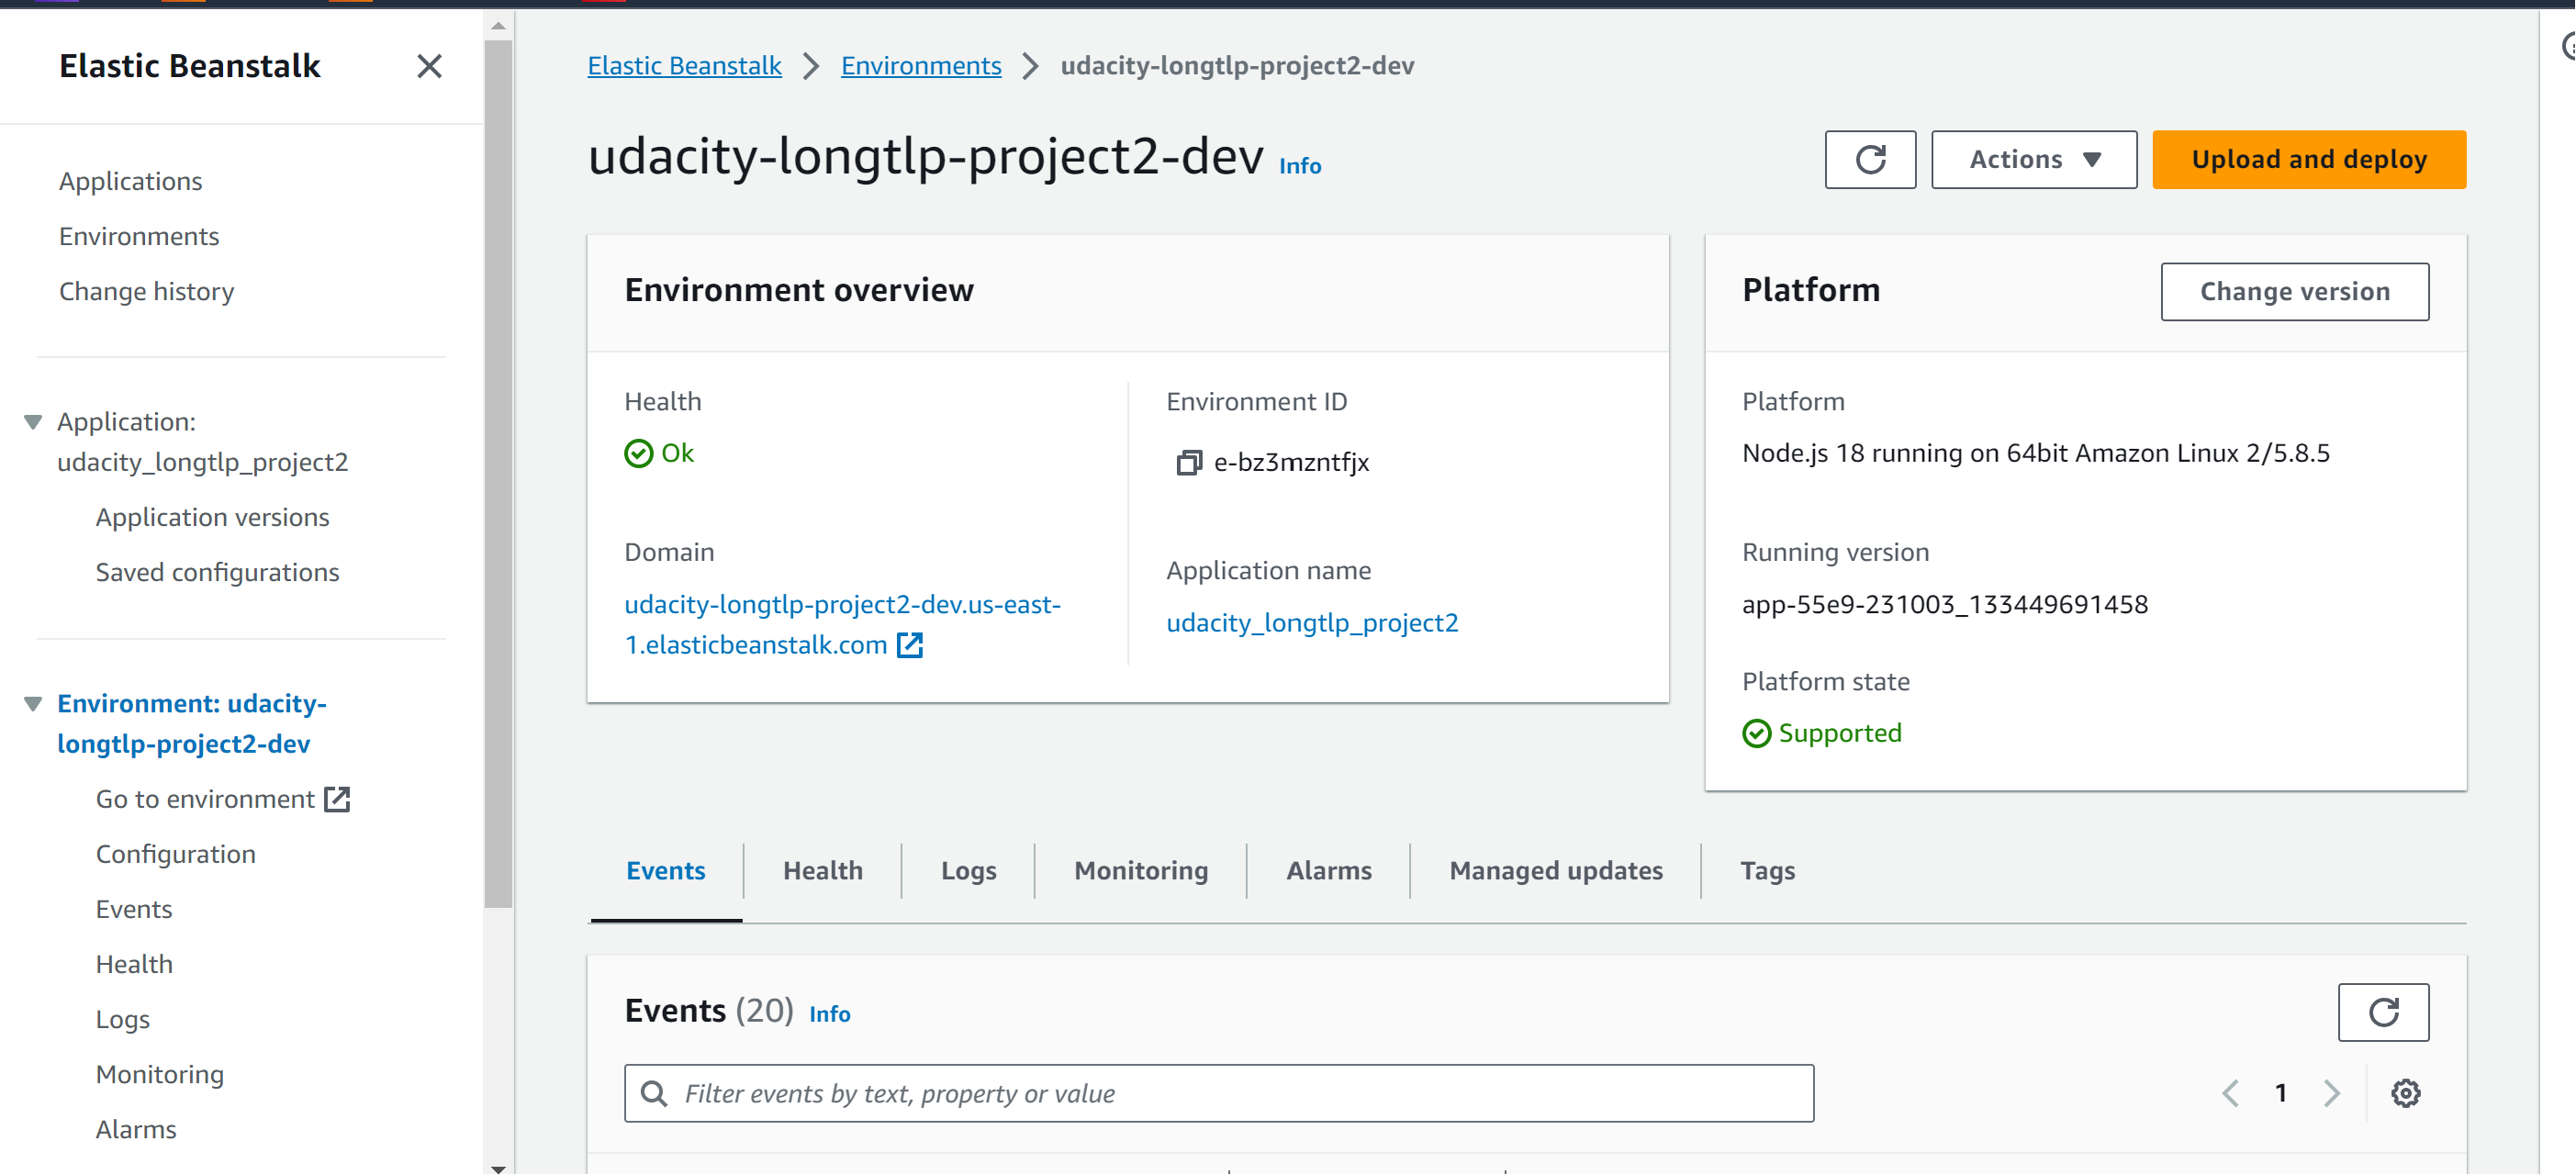 Elastic Beanstalk
Applications
Environments
Change history
Application:
udacity_longtlp_project2
Application versions
Saved configurations
Environment: udacity-
longtlp-project2-dev
Go to environment
Configuration
Events
Health
Logs
Monitoring
Alarms
Elastic Beanstalk Environments udacity-longtlp-project2-dev
udacity-longtlp-project2-dev Info
Actions Upload and deploy
Environment overview
Health
Ok
Domain
udacity-longtlp-project2-dev.us-east-
1.elasticbeanstalk.com
Environment ID
e-bz3mzntfjx
Application name
udacity_longtlp_project2
Platform Change version
Platform
Node.js 18 running on 64bit Amazon Linux 2/5.8.5
Running version
app-55e9-231003_133449691458
Platform state
Supported
Events Health Logs Monitoring Alarms Managed updates Tags
Events (20) Info
Filter events by text, property or value
1